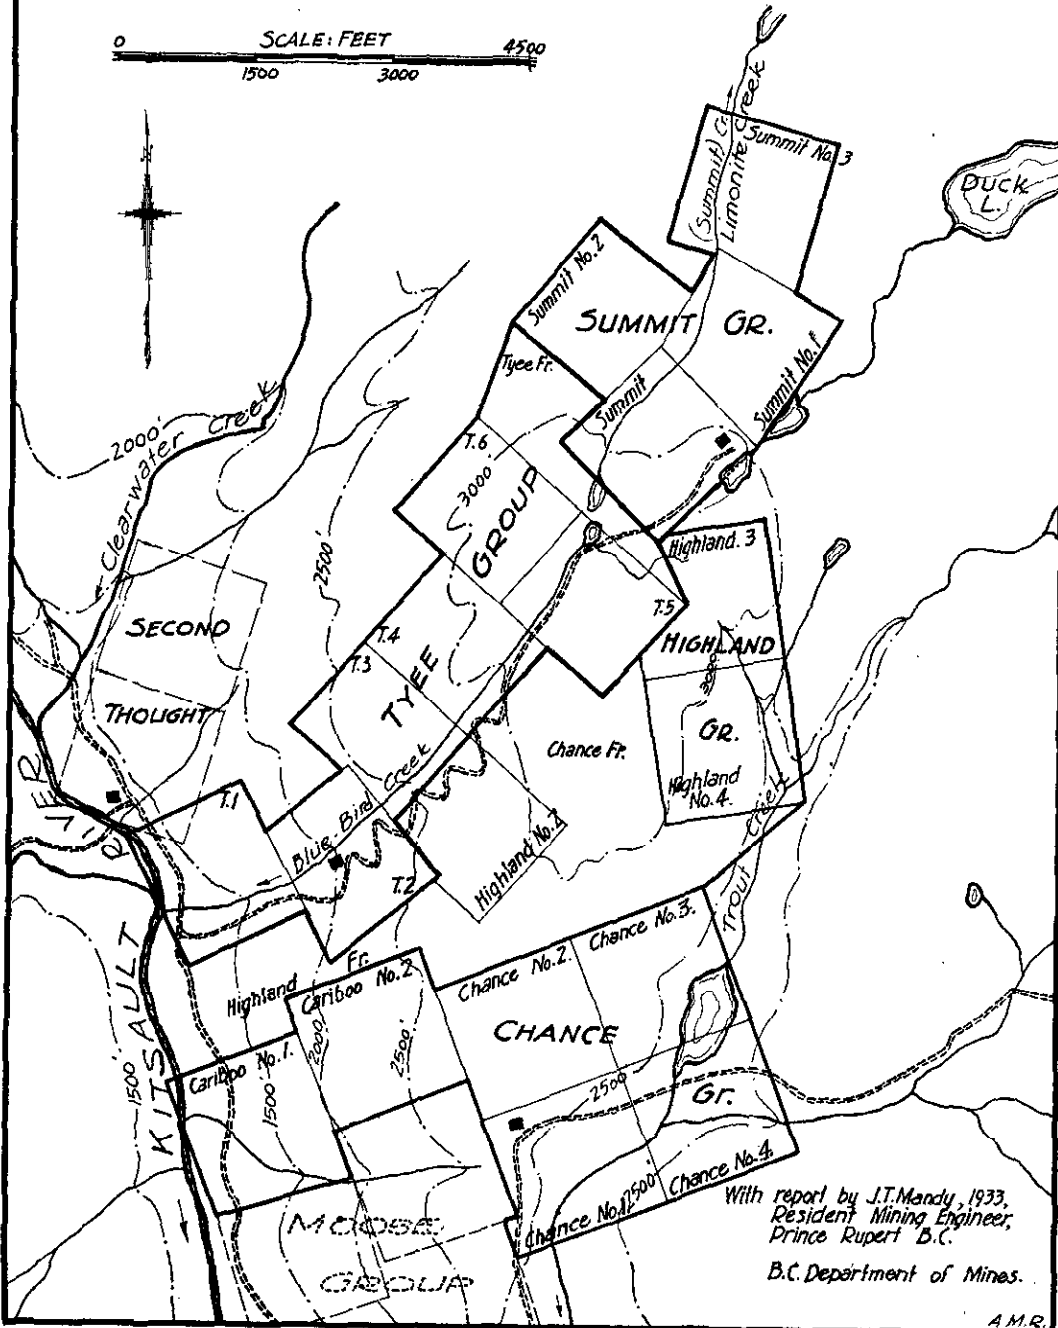 SCALE: FEET
0 1500 3000 4500
N
(Summit) Cr.
Limonite Creek
Summit No. 3
DUCK
L.
Summit No. 2
SUMMIT GR.
Summit No. 1
Summit
Tyee Fr.
T.6
3000'
GROUP
2000'
Clearwater Creek
2500'
Highland. 3
T.5
HIGHLAND
3000'
GR.
Highland
No. 4.
SECOND
THOUGHT
T.4
T.3
TYEE
Chance Fr.
Blue-Bird Creek
T.1
T.2
Highland No. 2
Trout Creek
KITSAULT RIVER
Highland Fr.
Cariboo No. 2
Cariboo No. 1.
2000'
2500'
1500'
1500'
Chance No. 2.
Chance No. 3.
CHANCE
Gr.
2500'
Chance No. 1
2500'
Chance No. 4.
MOOSE
GROUP
With report by J.T. Mandy, 1933,
Resident Mining Engineer,
Prince Rupert B.C.
B.C. Department of Mines.
A.M.R.